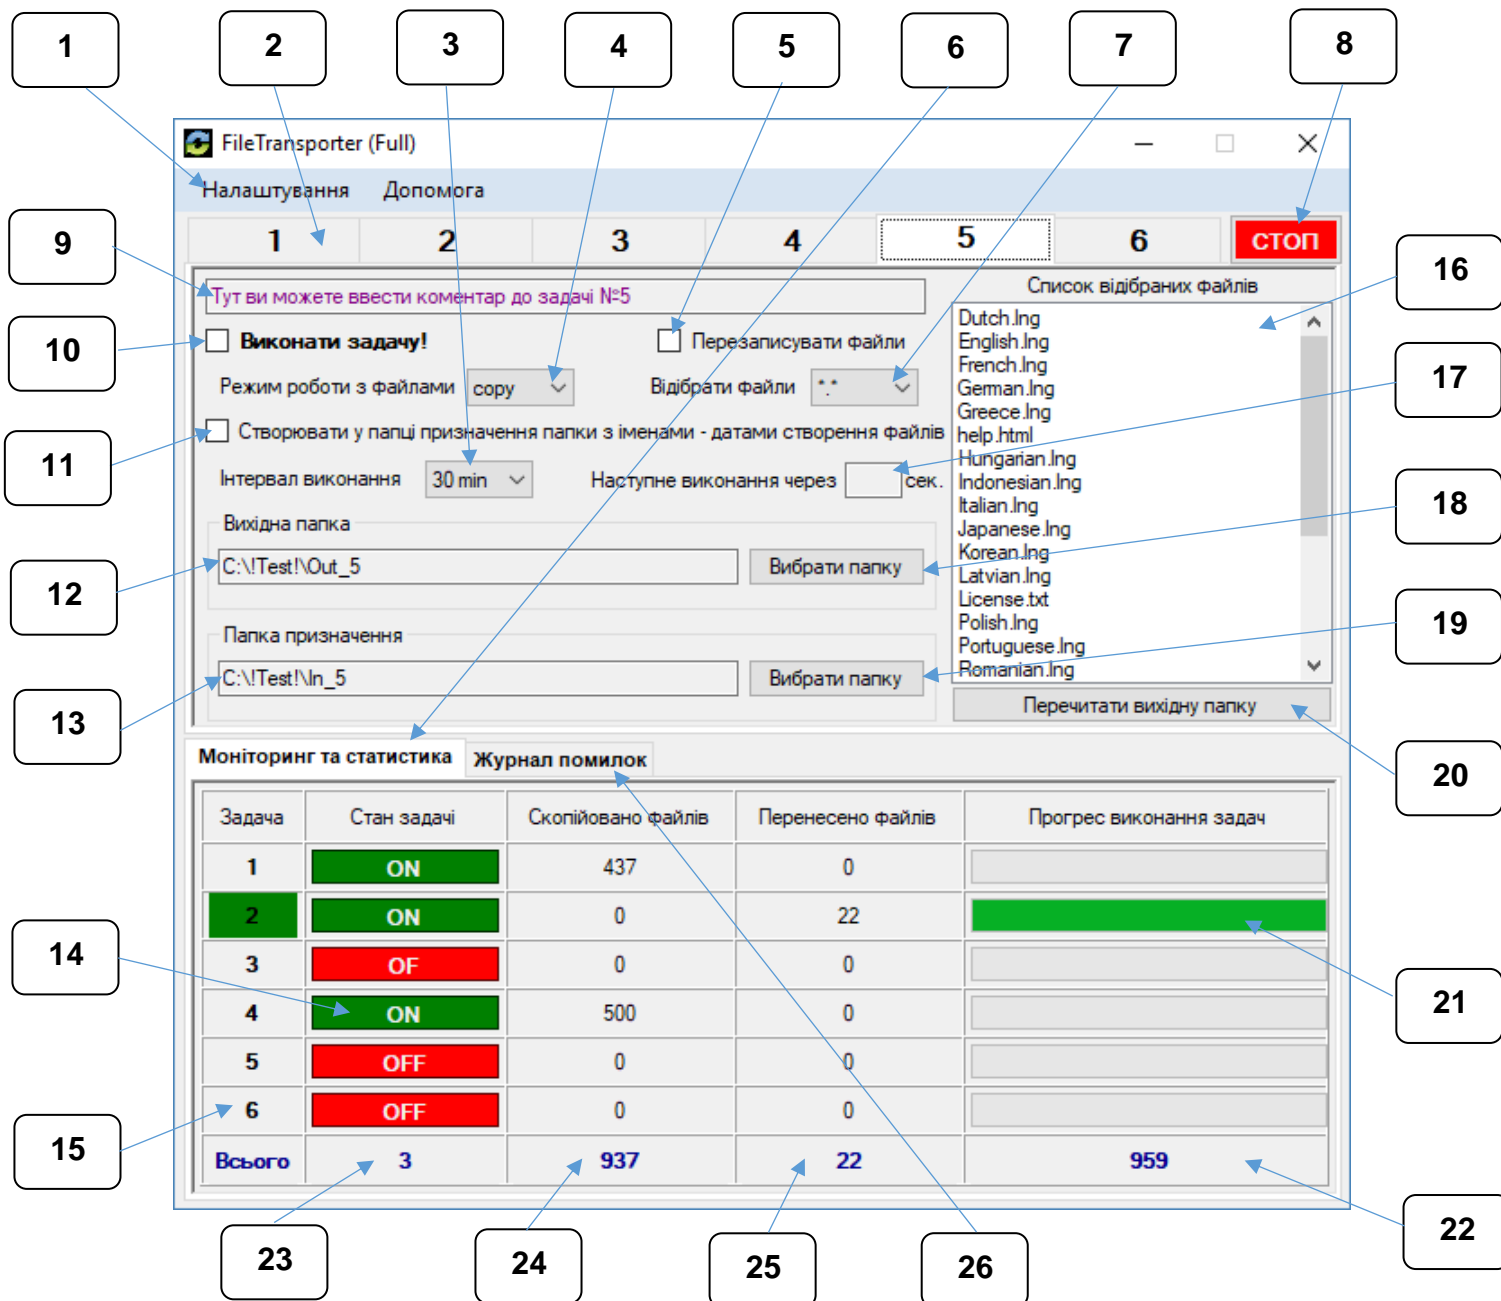 1 2 3 4 5 6 7 8
FileTransporter (Full)
Налаштування Допомога
1 2 3 4 5 6 СТОП
9
Тут ви можете ввести коментар до задачі №5
Список відібраних файлів
16
10
Виконати задачу!
Перезаписувати файли
Режим роботи з файлами copy
Відібрати файли *.*
17
11
Створювати у папці призначення папки з іменами - датами створення файлів
Інтервал виконання 30 min
Наступне виконання через сек.
Dutch.lng
English.lng
French.lng
German.lng
Greece.lng
help.html
Hungarian.lng
Indonesian.lng
Italian.lng
Japanese.lng
Korean.lng
Latvian.lng
License.txt
Polish.lng
Portuguese.lng
Romanian.lng
18
Вихідна папка
12
C:\!Test!\Out_5
Вибрати папку
19
Папка призначення
13
C:\!Test!\In_5
Вибрати папку
Перечитати вихідну папку
20
Моніторинг та статистика Журнал помилок
Задача Стан задачі Скопійовано файлів Перенесено файлів Прогрес виконання задач
1 ON 437 0
2 ON 0 22
14
3 OF 0 0
21
4 ON 500 0
5 OFF 0 0
6 OFF 0 0
15
Всього 3 937 22 959
22
23 24 25 26